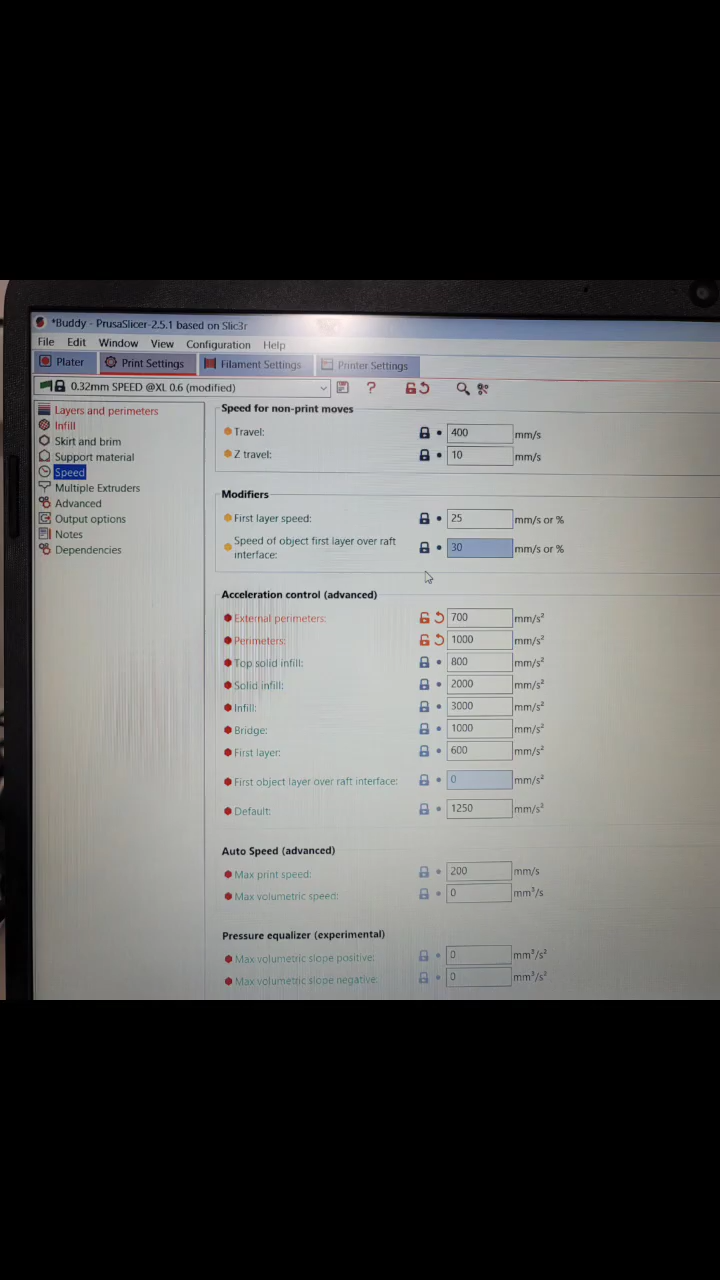 *Buddy - PrusaSlicer-2.5.1 based on Slic3r
File Edit Window View Configuration Help
Plater Print Settings Filament Settings Printer Settings
0.32mm SPEED @XL 0.6 (modified) ?
Layers and perimeters
Infill
Skirt and brim
Support material
Speed
Multiple Extruders
Advanced
Output options
Notes
Dependencies
Speed for non-print moves
Travel: 400 mm/s
Z travel: 10 mm/s
Modifiers
First layer speed: 25 mm/s or %
Speed of object first layer over raft
interface: 30 mm/s or %
Acceleration control (advanced)
External perimeters: 700 mm/s²
Perimeters: 1000 mm/s²
Top solid infill: 800 mm/s²
Solid infill: 2000 mm/s²
Infill: 3000 mm/s²
Bridge: 1000 mm/s²
First layer: 600 mm/s²
First object layer over raft interface: 0 mm/s²
Default: 1250 mm/s²
Auto Speed (advanced)
Max print speed: 200 mm/s
Max volumetric speed: 0 mm³/s
Pressure equalizer (experimental)
Max volumetric slope positive: 0 mm³/s²
Max volumetric slope negative: 0 mm³/s²